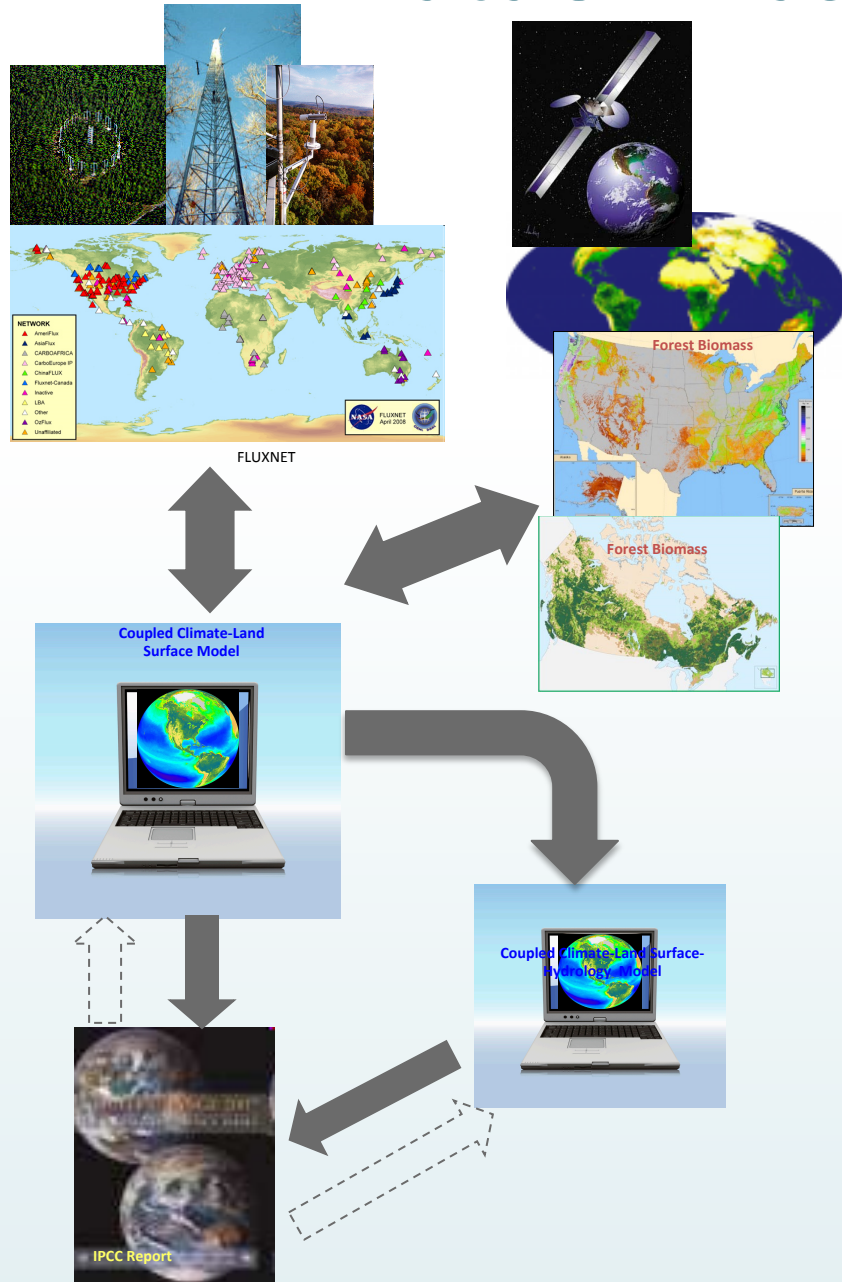 NETWORK
AmeriFlux
AsiaFlux
CARBOAFRICA
CarboEurope IP
ChinaFLUX
Fluxnet-Canada
Inactive
LBA
Other
OzFlux
Unaffiliated
NASA
FLUXNET
April 2008
FLUXNET
Forest Biomass
Forest Biomass
Coupled Climate-Land
Surface Model
Coupled Climate-Land Surface-
Hydrology Model
IPCC Report